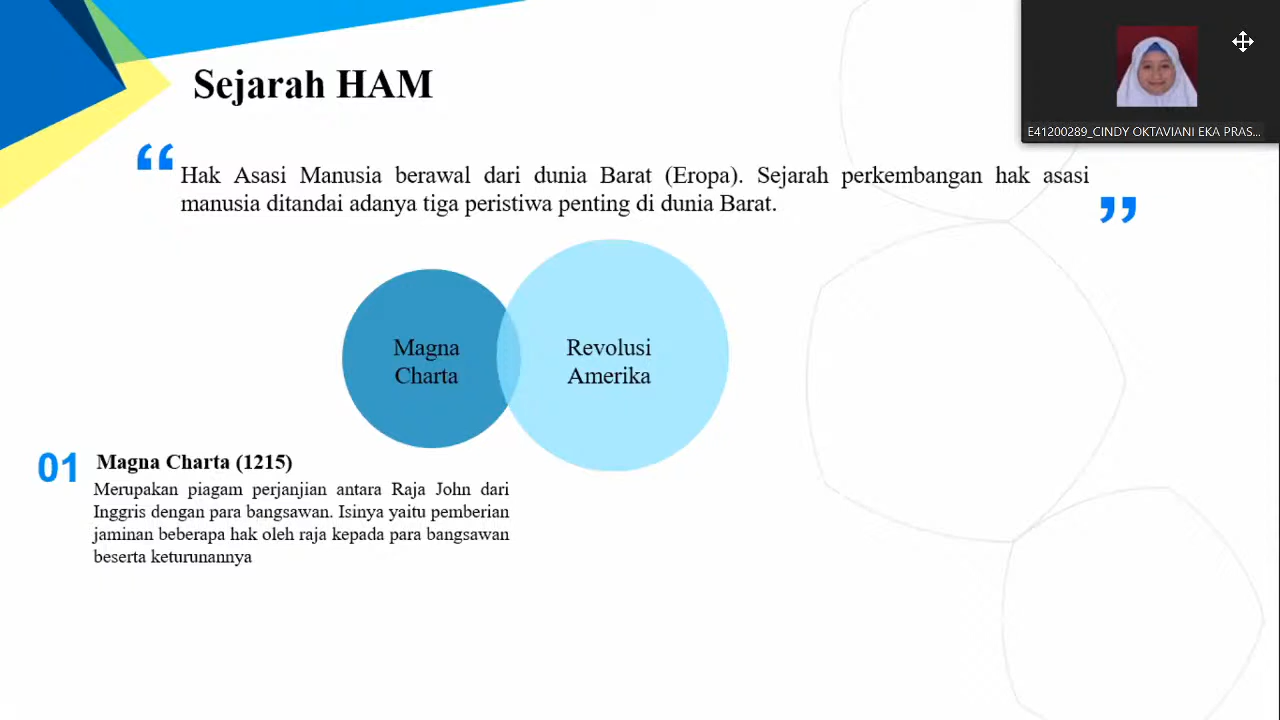 Sejarah HAM
E41200289_CINDY OKTAVIANI EKA PRAS...
“ Hak Asasi Manusia berawal dari dunia Barat (Eropa). Sejarah perkembangan hak asasi
manusia ditandai adanya tiga peristiwa penting di dunia Barat. ”
Magna
Charta
Revolusi
Amerika
01 Magna Charta (1215)
Merupakan piagam perjanjian antara Raja John dari
Inggris dengan para bangsawan. Isinya yaitu pemberian
jaminan beberapa hak oleh raja kepada para bangsawan
beserta keturunannya